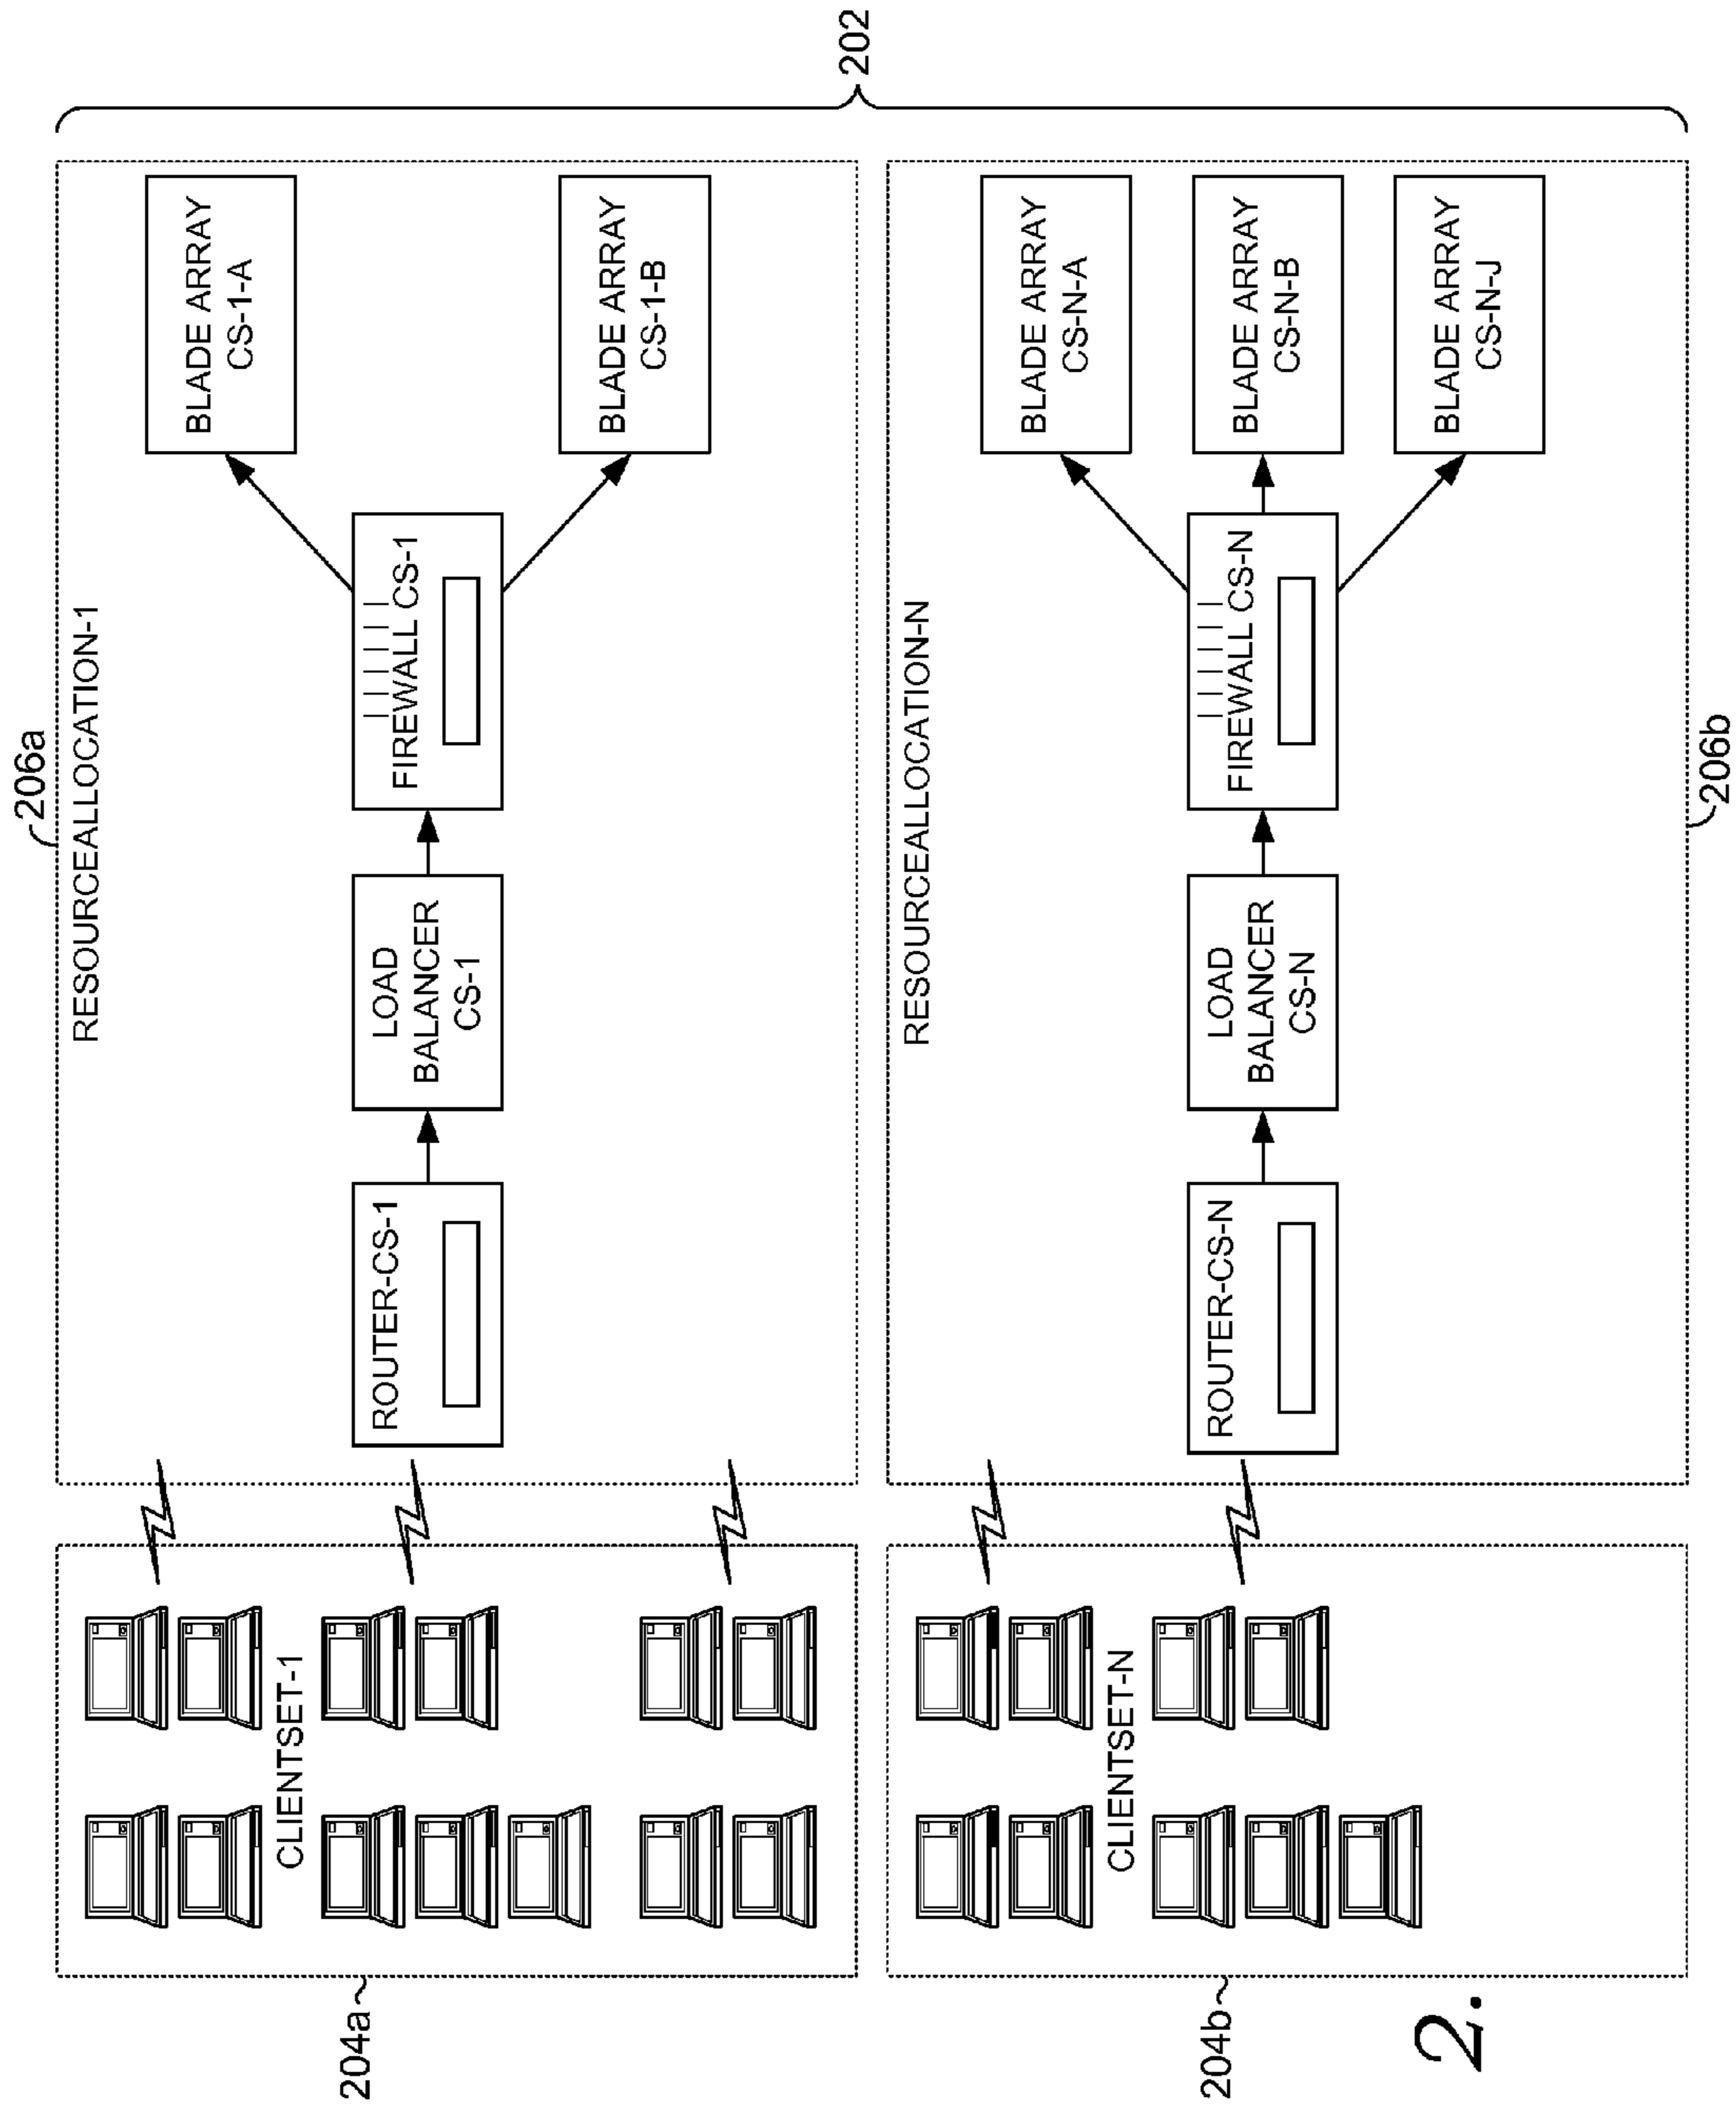 202
206a
RESOURCEALLOCATION-1
BLADE ARRAY
CS-1-A
BLADE ARRAY
CS-1-B
FIREWALL CS-1
LOAD
BALANCER
CS-1
ROUTER-CS-1
CLIENTSET-1
204a
RESOURCEALLOCATION-N
BLADE ARRAY
CS-N-A
BLADE ARRAY
CS-N-B
BLADE ARRAY
CS-N-J
FIREWALL CS-N
LOAD
BALANCER
CS-N
ROUTER-CS-N
206b
CLIENTSET-N
204b
2.